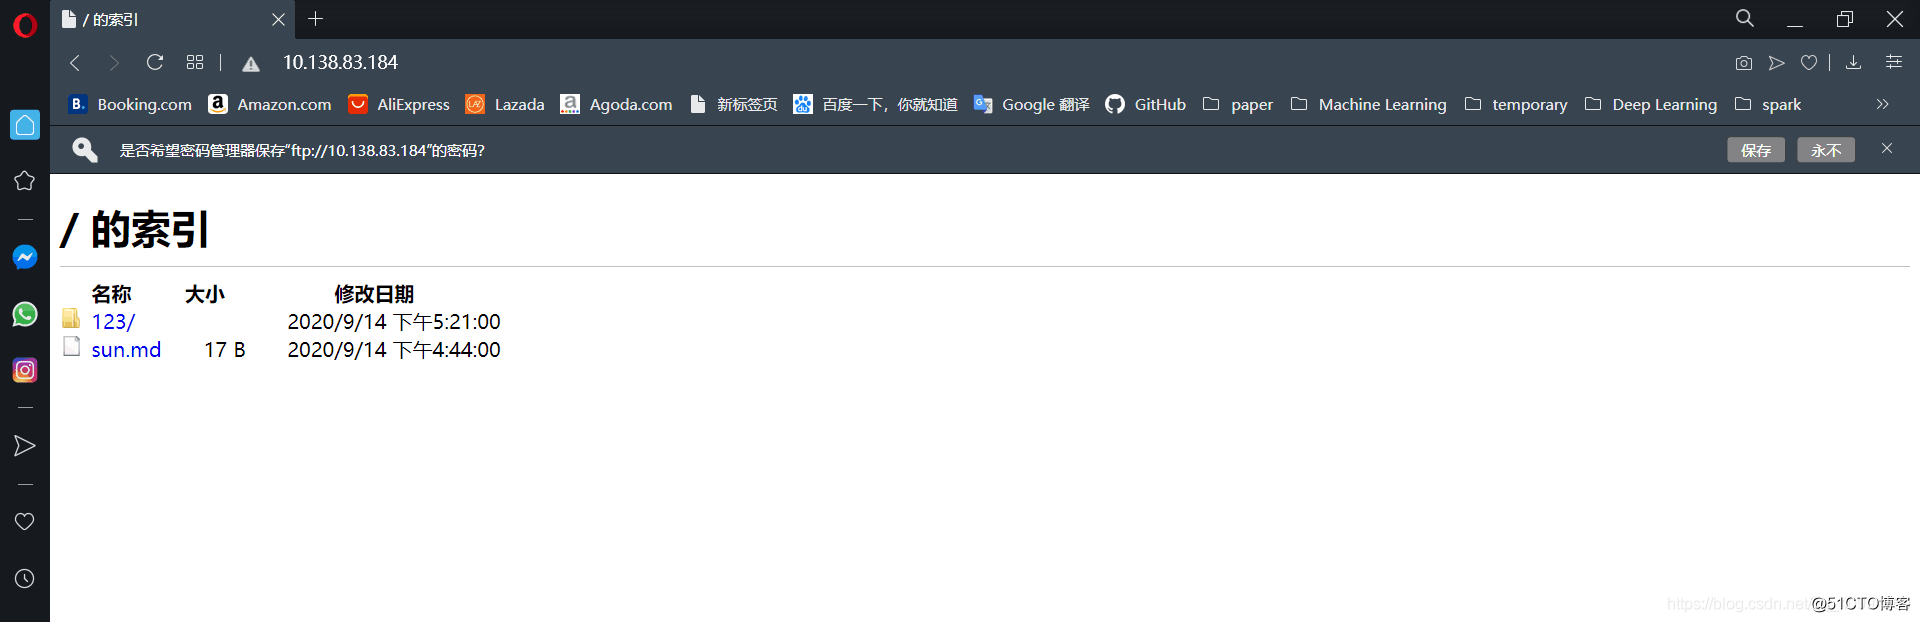 / 的索引
10.138.83.184
B. Booking.com a Amazon.com AliExpress LAZ Lazada a Agoda.com 新标签页 du 百度一下，你就知道 G Google 翻译 GitHub paper Machine Learning temporary Deep Learning spark
是否希望密码管理器保存“ftp://10.138.83.184”的密码? 保存 永不
/ 的索引
名称 大小 修改日期
123/ 2020/9/14 下午5:21:00
sun.md 17 B 2020/9/14 下午4:44:00
https://blog.csdn.net/ @51CTO博客